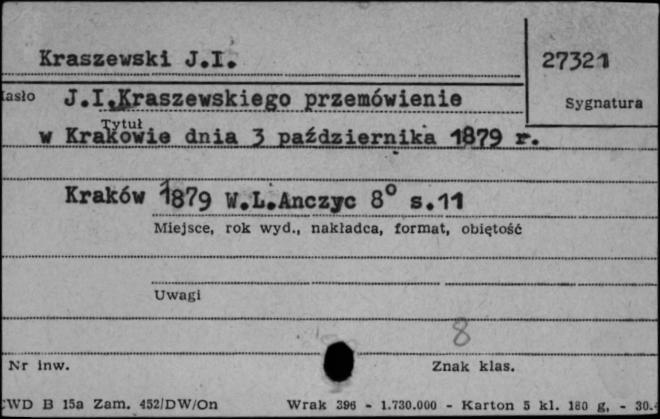 Kraszewski J.I.
27321
Hasło
J.I.Kraszewskiego przemówienie
Sygnatura
Tytuł
w Krakowie dnia 3 października 1879 r.
Kraków 1879 W.L.Anczyc 8° s.11
Miejsce, rok wyd., nakładca, format, objętość
Uwagi
8
Nr inw.
Znak klas.
CWD B 15a Zam. 452/DW/On Wrak 396 - 1.730.000 - Karton 5 kl. 180 g. - 30.